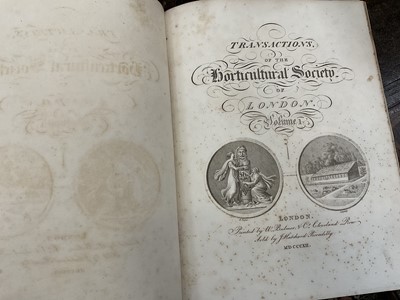 TRANSACTIONS,
OF THE
Horticultural Society
OF
LONDON.
Volume I.
LONDON.
Printed by W. Bulmer & Co. Cleveland Row
Sold by J. Hatchard Piccadilly.
MDCCCXII.